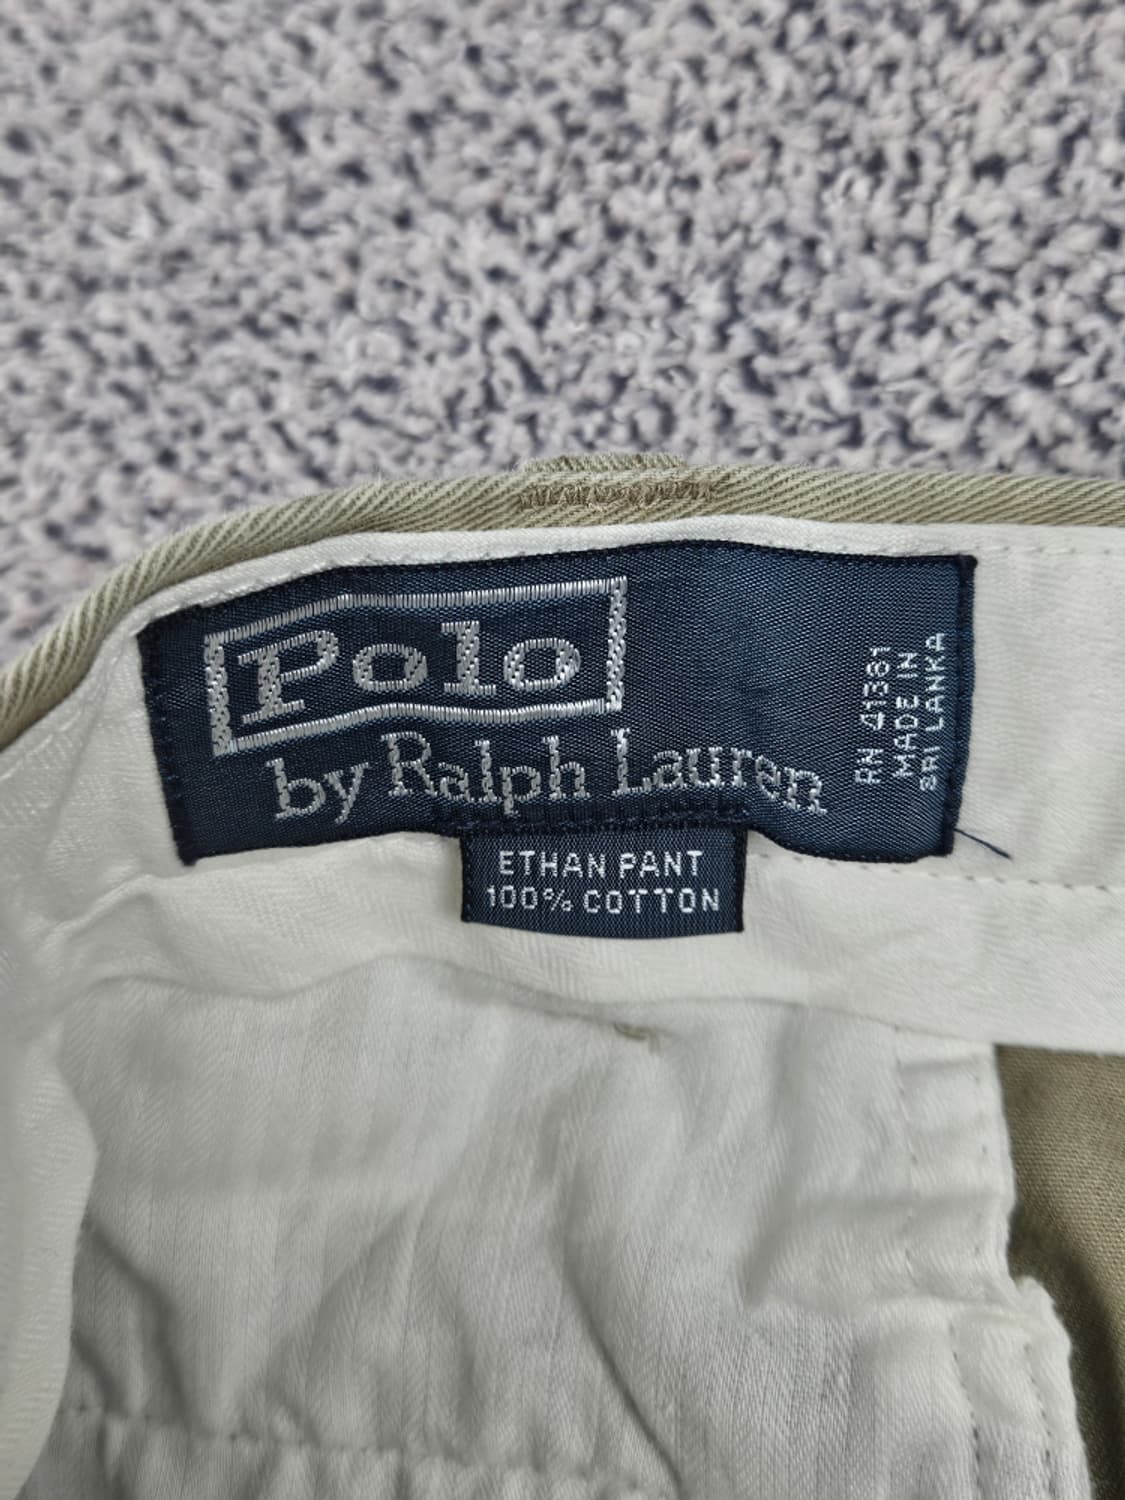 Polo
by Ralph Lauren
RN 41381
MADE IN
SRI LANKA
ETHAN PANT
100% COTTON